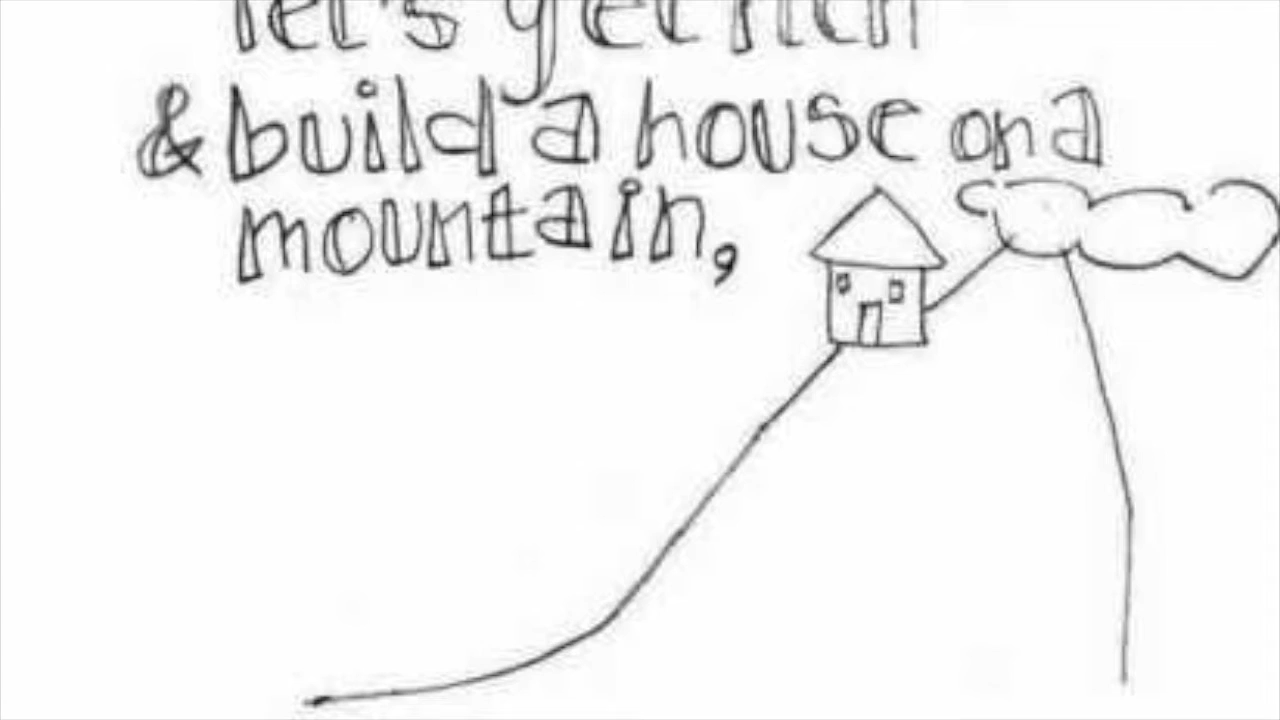 let's get rich
& build a house on a
mountain,